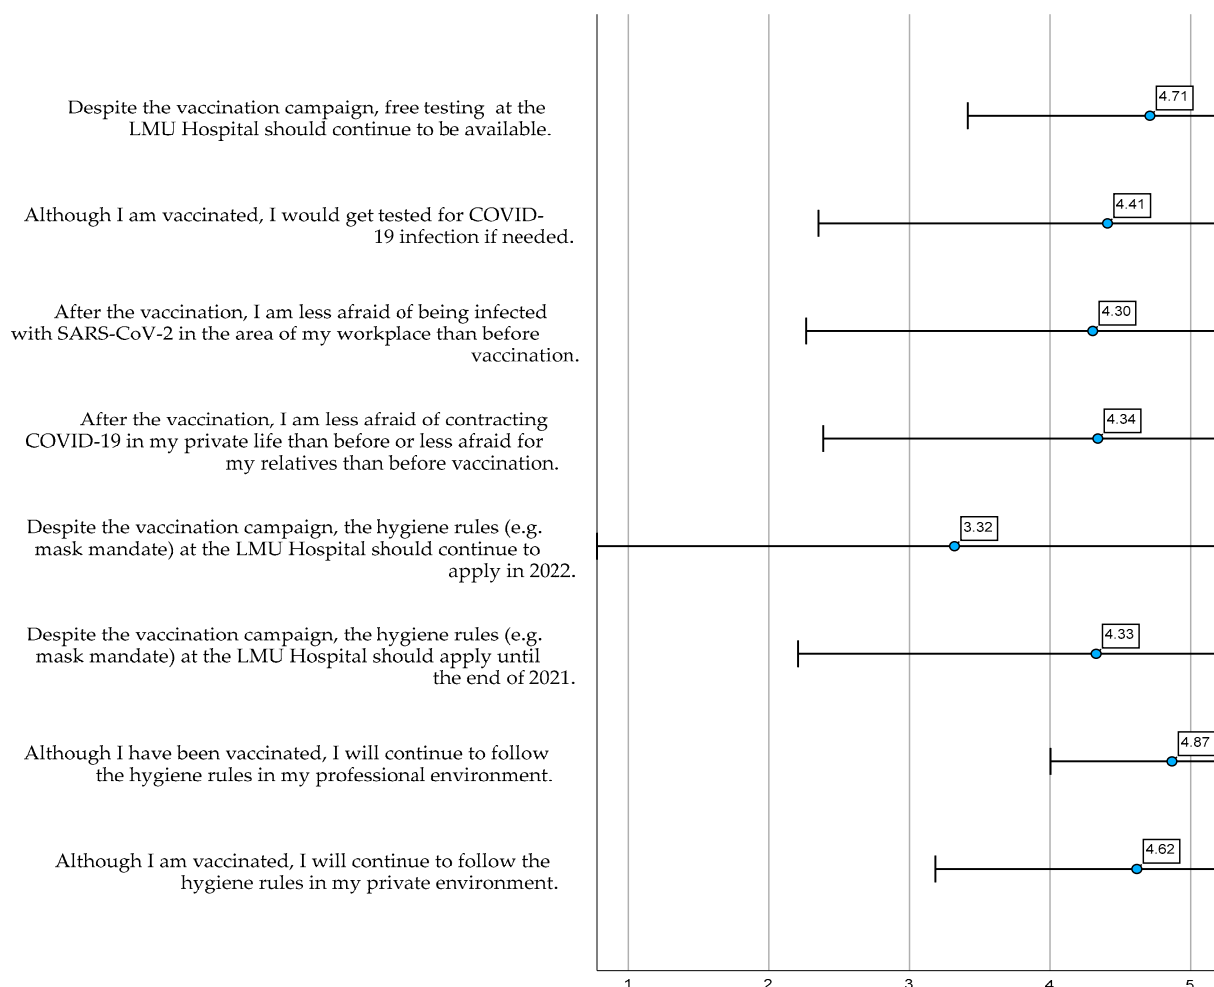 Despite the vaccination campaign, free testing at the
LMU Hospital should continue to be available.
4.71
Although I am vaccinated, I would get tested for COVID-
19 infection if needed.
4.41
After the vaccination, I am less afraid of being infected
with SARS-CoV-2 in the area of my workplace than before
vaccination.
4.30
After the vaccination, I am less afraid of contracting
COVID-19 in my private life than before or less afraid for
my relatives than before vaccination.
4.34
Despite the vaccination campaign, the hygiene rules (e.g.
mask mandate) at the LMU Hospital should continue to
apply in 2022.
3.32
Despite the vaccination campaign, the hygiene rules (e.g.
mask mandate) at the LMU Hospital should apply until
the end of 2021.
4.33
Although I have been vaccinated, I will continue to follow
the hygiene rules in my professional environment.
4.87
Although I am vaccinated, I will continue to follow the
hygiene rules in my private environment.
4.62
1 2 3 4 5